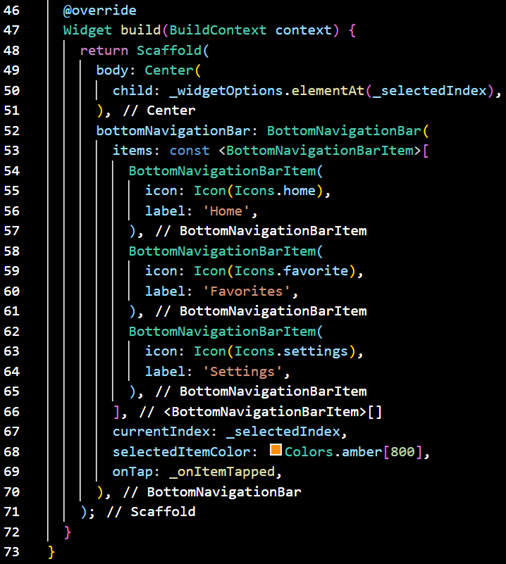 46 @override
47 Widget build(BuildContext context) {
48 return Scaffold(
49 body: Center(
50 child: _widgetOptions.elementAt(_selectedIndex),
51 ), // Center
52 bottomNavigationBar: BottomNavigationBar(
53 items: const <BottomNavigationBarItem>[
54 BottomNavigationBarItem(
55 icon: Icon(Icons.home),
56 label: 'Home',
57 ), // BottomNavigationBarItem
58 BottomNavigationBarItem(
59 icon: Icon(Icons.favorite),
60 label: 'Favorites',
61 ), // BottomNavigationBarItem
62 BottomNavigationBarItem(
63 icon: Icon(Icons.settings),
64 label: 'Settings',
65 ), // BottomNavigationBarItem
66 ], // <BottomNavigationBarItem>[]
67 currentIndex: _selectedIndex,
68 selectedItemColor: Colors.amber[800],
69 onTap: _onItemTapped,
70 ), // BottomNavigationBar
71 ); // Scaffold
72 }
73 }